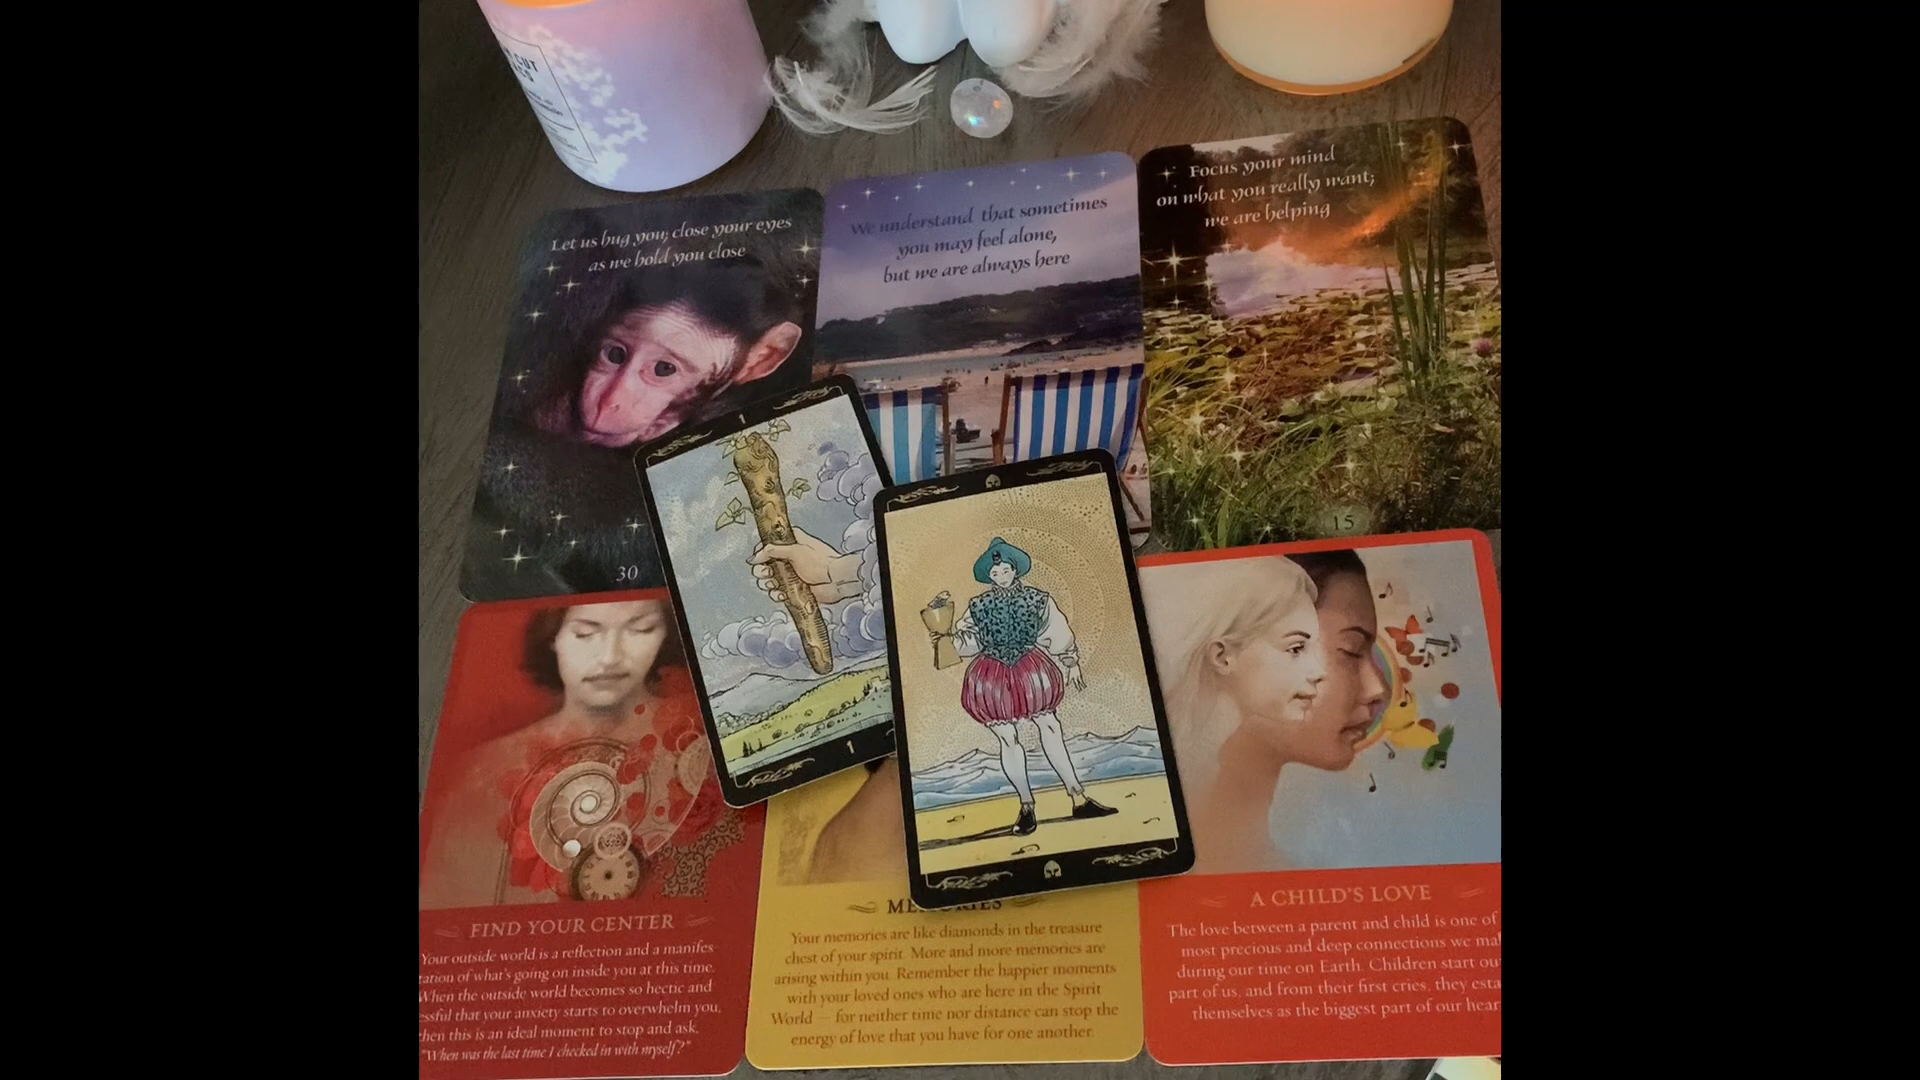 CUT
Let us hug you; close your eyes
as we hold you close
30
We understand that sometimes
you may feel alone,
but we are always here
Focus your mind
on what you really want;
we are helping
15
1
1
FIND YOUR CENTER
Your outside world is a reflection and a manifes-
tation of what's going on inside you at this time.
When the outside world becomes so hectic and
essful that your anxiety starts to overwhelm you,
then this is an ideal moment to stop and ask,
"When was the last time I checked in with myself?"
MEMORIES
Your memories are like diamonds in the treasure
chest of your spirit. More and more memories are
arising within you. Remember the happier moments
with your loved ones who are here in the Spirit
World — for neither time nor distance can stop the
energy of love that you have for one another.
A CHILD'S LOVE
The love between a parent and child is one of
most precious and deep connections we ma
during our time on Earth. Children start ou
part of us, and from their first cries, they esta
themselves as the biggest part of our hear